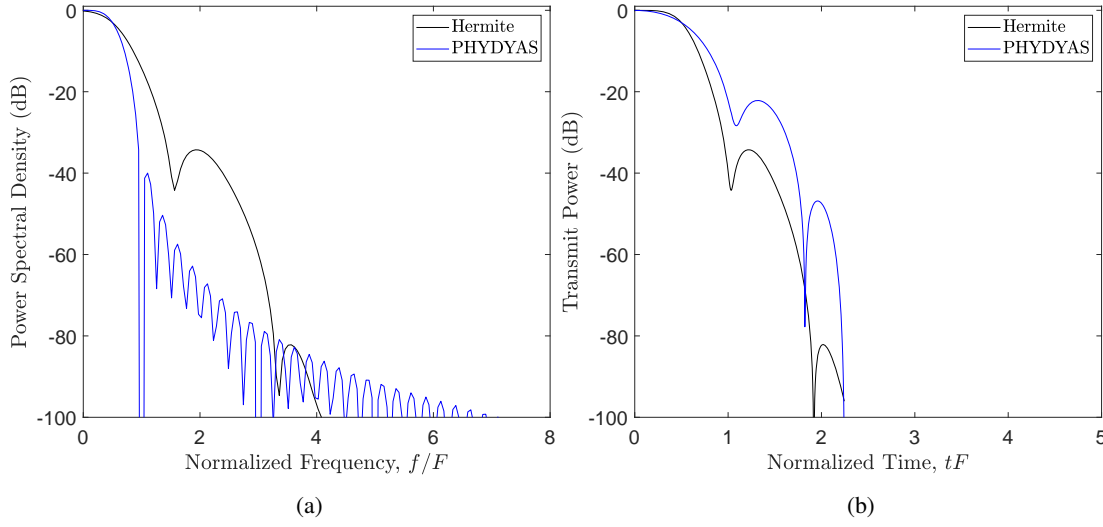 0
-20
-40
-60
-80
-100
0 2 4 6 8
Power Spectral Density (dB)
Normalized Frequency, f/F
Hermite
PHYDYAS
(a)
0
-20
-40
-60
-80
-100
0 1 2 3 4 5
Transmit Power (dB)
Normalized Time, tF
Hermite
PHYDYAS
(b)